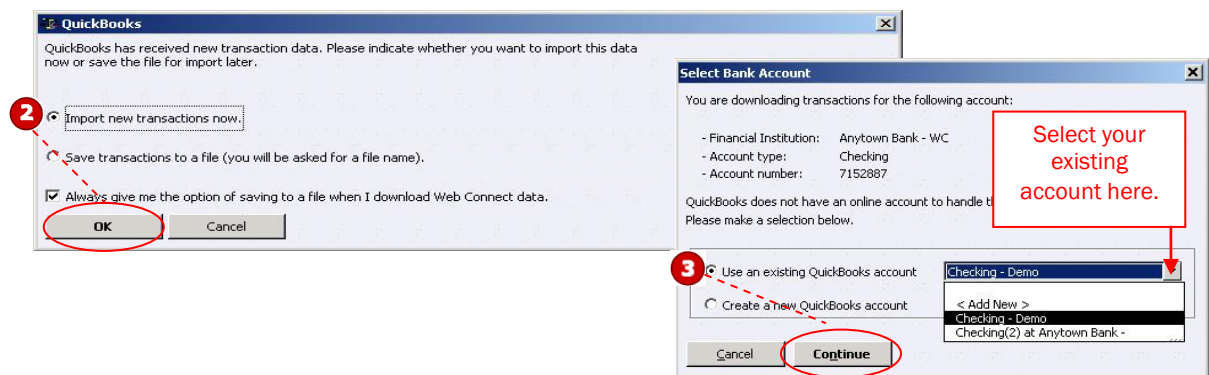 QuickBooks
QuickBooks has received new transaction data. Please indicate whether you want to import this data
now or save the file for import later.
2
Import new transactions now.
Save transactions to a file (you will be asked for a file name).
Always give me the option of saving to a file when I download Web Connect data.
OK Cancel
Select Bank Account
You are downloading transactions for the following account:
- Financial Institution: Anytown Bank - WC
- Account type: Checking
- Account number: 7152887
Select your
existing
account here.
QuickBooks does not have an online account to handle
Please make a selection below.
3
Use an existing QuickBooks account Checking - Demo
Create a new QuickBooks account
< Add New >
Checking - Demo
Checking(2) at Anytown Bank -
Cancel Continue